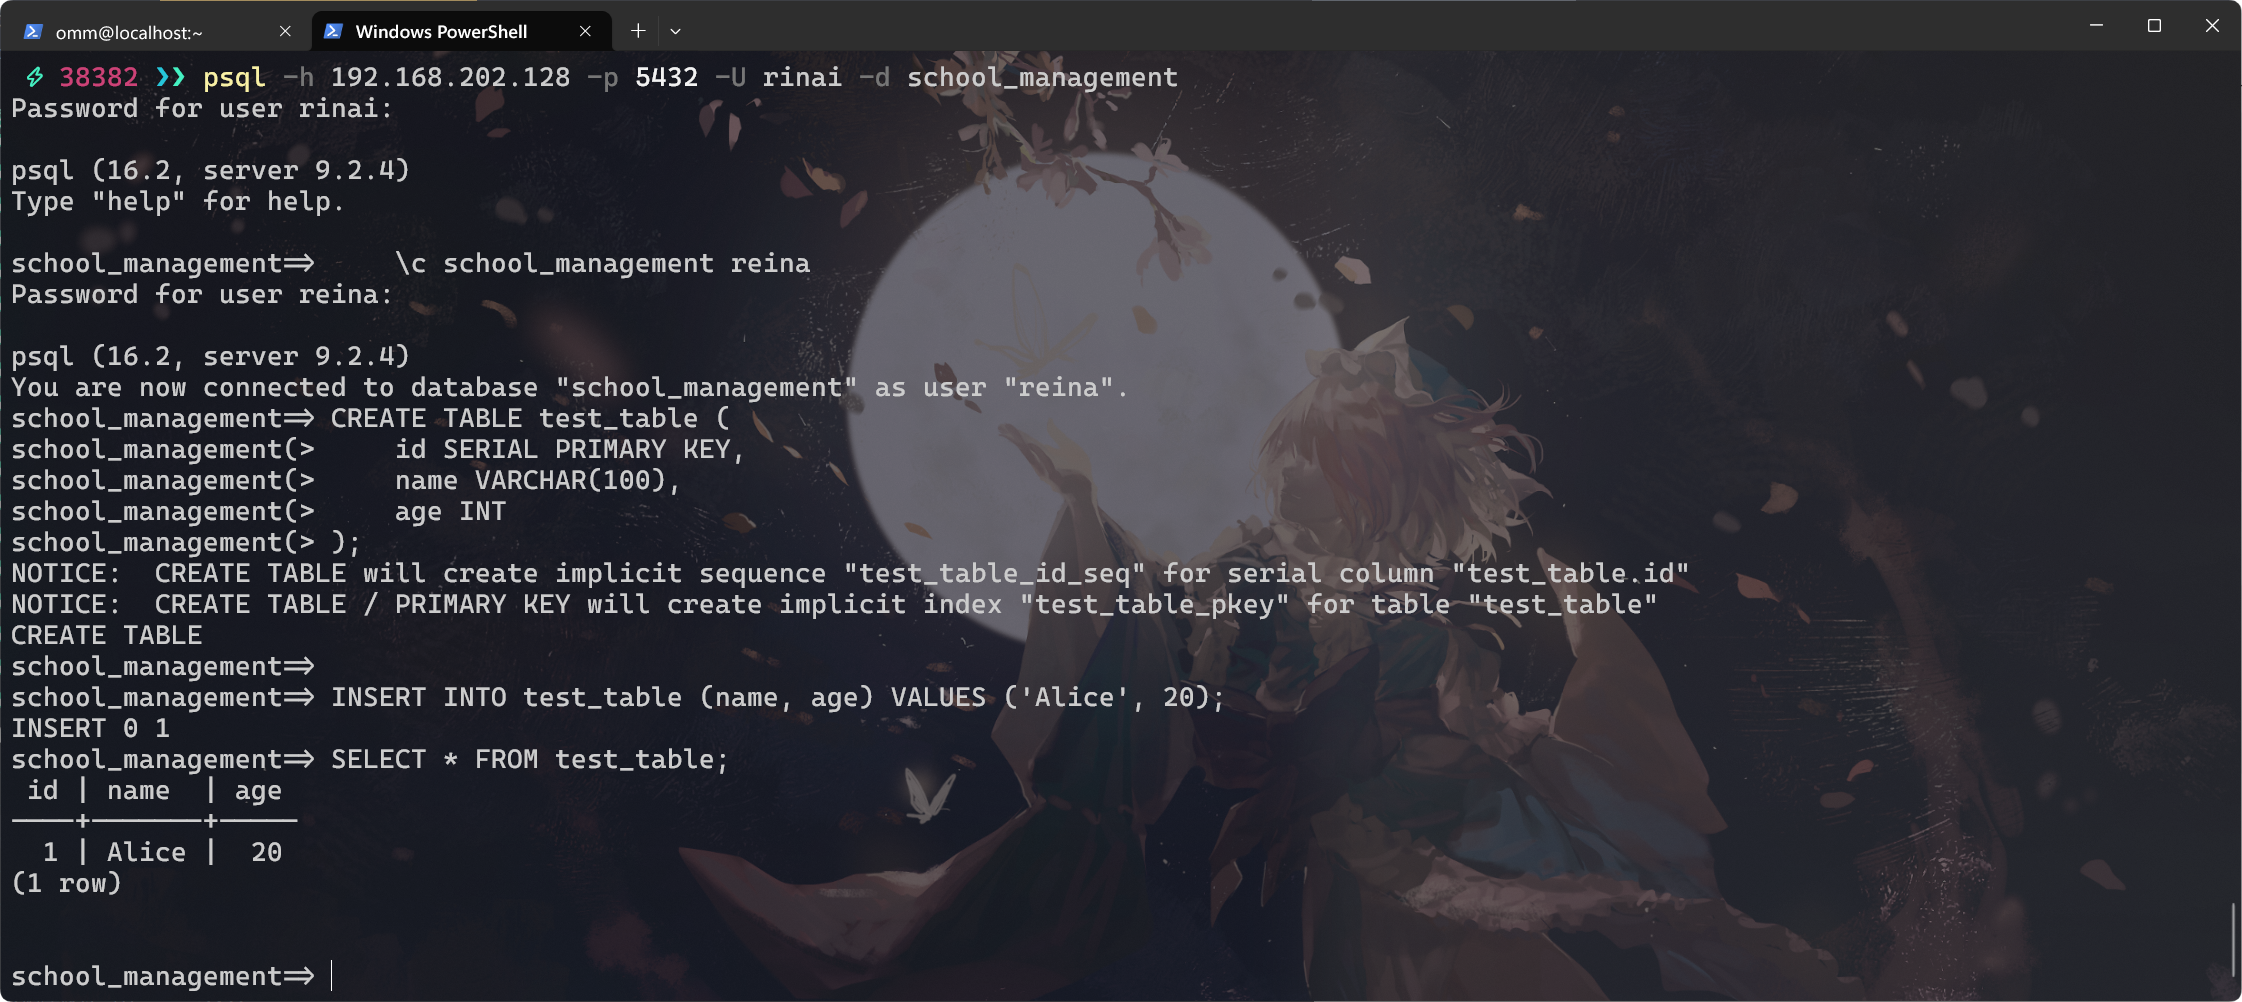 omm@localhost:~
Windows PowerShell
38382 ❯❯ psql -h 192.168.202.128 -p 5432 -U rinai -d school_management
Password for user rinai:
psql (16.2, server 9.2.4)
Type "help" for help.
school_management=>     \c school_management reina
Password for user reina:
psql (16.2, server 9.2.4)
You are now connected to database "school_management" as user "reina".
school_management=> CREATE TABLE test_table (
school_management(>     id SERIAL PRIMARY KEY,
school_management(>     name VARCHAR(100),
school_management(>     age INT
school_management(> );
NOTICE:  CREATE TABLE will create implicit sequence "test_table_id_seq" for serial column "test_table.id"
NOTICE:  CREATE TABLE / PRIMARY KEY will create implicit index "test_table_pkey" for table "test_table"
CREATE TABLE
school_management=>
school_management=> INSERT INTO test_table (name, age) VALUES ('Alice', 20);
INSERT 0 1
school_management=> SELECT * FROM test_table;
 id | name  | age
----+-------+-----
  1 | Alice |  20
(1 row)
school_management=>